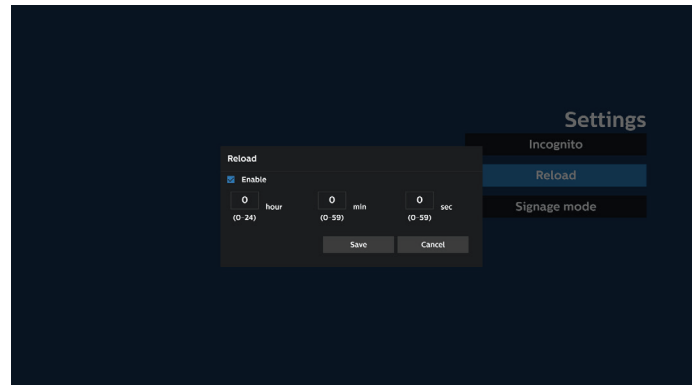 Settings
Incognito
Reload
Signage mode
Reload
Enable
0 hour 0 min 0 sec
(0-24) (0-59) (0-59)
Save Cancel